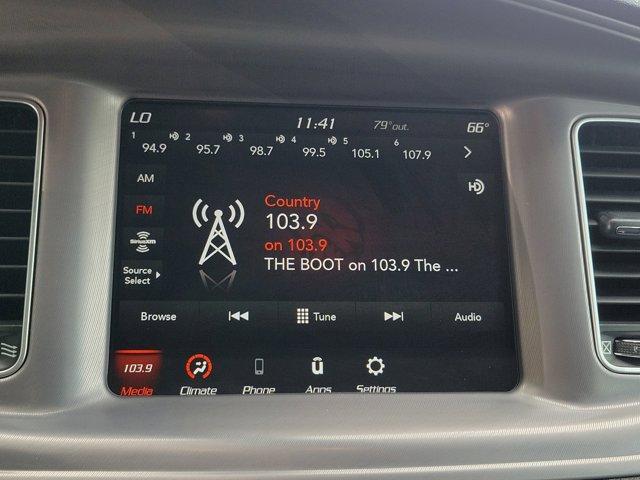 LO 11:41 79°out. 66°
1 2 3 4 5 6
94.9 95.7 98.7 99.5 105.1 107.9
AM
FM
SiriusXM
Source
Select
HD
Country
103.9
on 103.9
THE BOOT on 103.9 The ...
Browse Tune Audio
103.9
Media Climate Phone Apps Settings